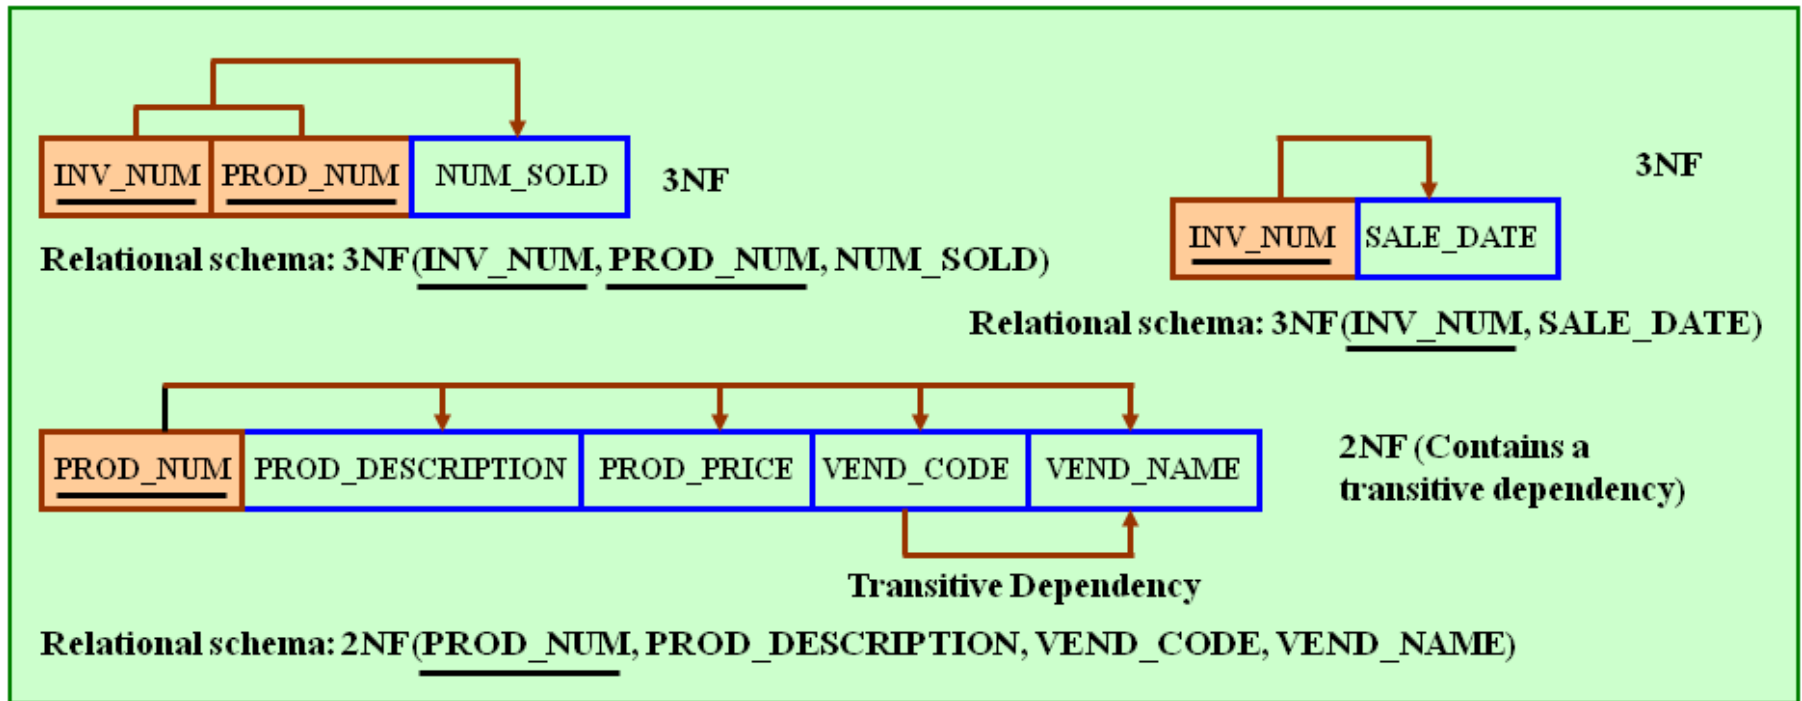 INV_NUM PROD_NUM NUM_SOLD 3NF
Relational schema: 3NF(INV_NUM, PROD_NUM, NUM_SOLD)
3NF
INV_NUM SALE_DATE
Relational schema: 3NF(INV_NUM, SALE_DATE)
PROD_NUM PROD_DESCRIPTION PROD_PRICE VEND_CODE VEND_NAME
2NF (Contains a
transitive dependency)
Transitive Dependency
Relational schema: 2NF(PROD_NUM, PROD_DESCRIPTION, VEND_CODE, VEND_NAME)